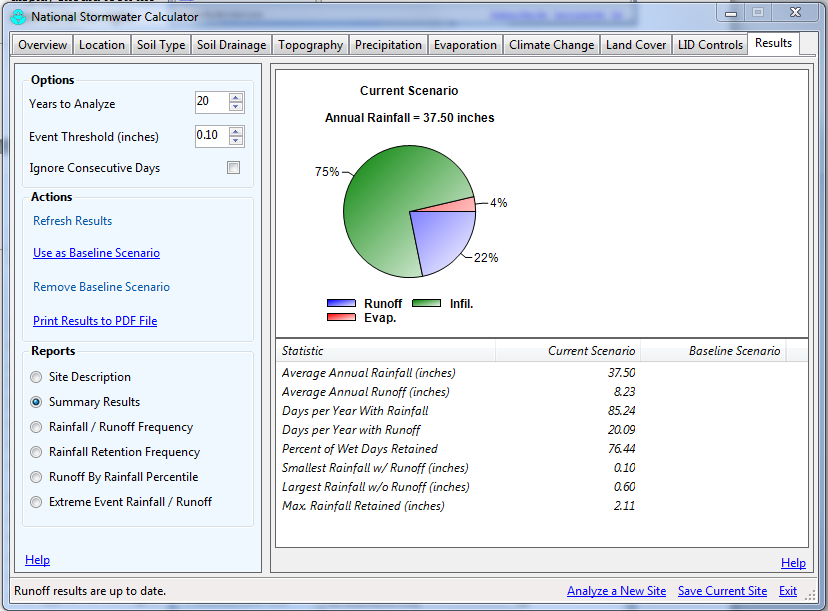 National Stormwater Calculator
Overview Location Soil Type Soil Drainage Topography Precipitation Evaporation Climate Change Land Cover LID Controls Results
Options
Years to Analyze 20
Event Threshold (inches) 0.10
Ignore Consecutive Days
Actions
Refresh Results
Use as Baseline Scenario
Remove Baseline Scenario
Print Results to PDF File
Reports
Site Description
Summary Results
Rainfall / Runoff Frequency
Rainfall Retention Frequency
Runoff By Rainfall Percentile
Extreme Event Rainfall / Runoff
Help
Current Scenario
Annual Rainfall = 37.50 inches
75%
4%
22%
Runoff Infil.
Evap.
Statistic Current Scenario Baseline Scenario
Average Annual Rainfall (inches) 37.50
Average Annual Runoff (inches) 8.23
Days per Year With Rainfall 85.24
Days per Year with Runoff 20.09
Percent of Wet Days Retained 76.44
Smallest Rainfall w/ Runoff (inches) 0.10
Largest Rainfall w/o Runoff (inches) 0.60
Max. Rainfall Retained (inches) 2.11
Help
Runoff results are up to date. Analyze a New Site Save Current Site Exit